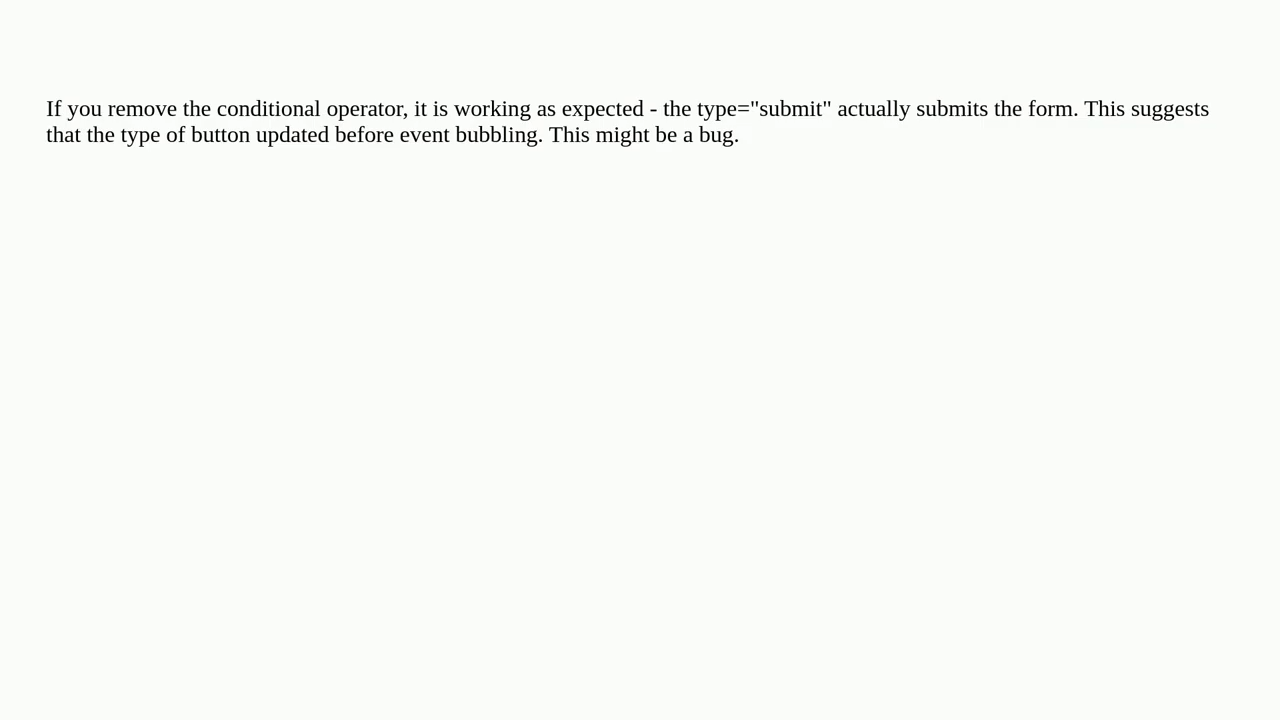 If you remove the conditional operator, it is working as expected - the type="submit" actually submits the form. This suggests
that the type of button updated before event bubbling. This might be a bug.